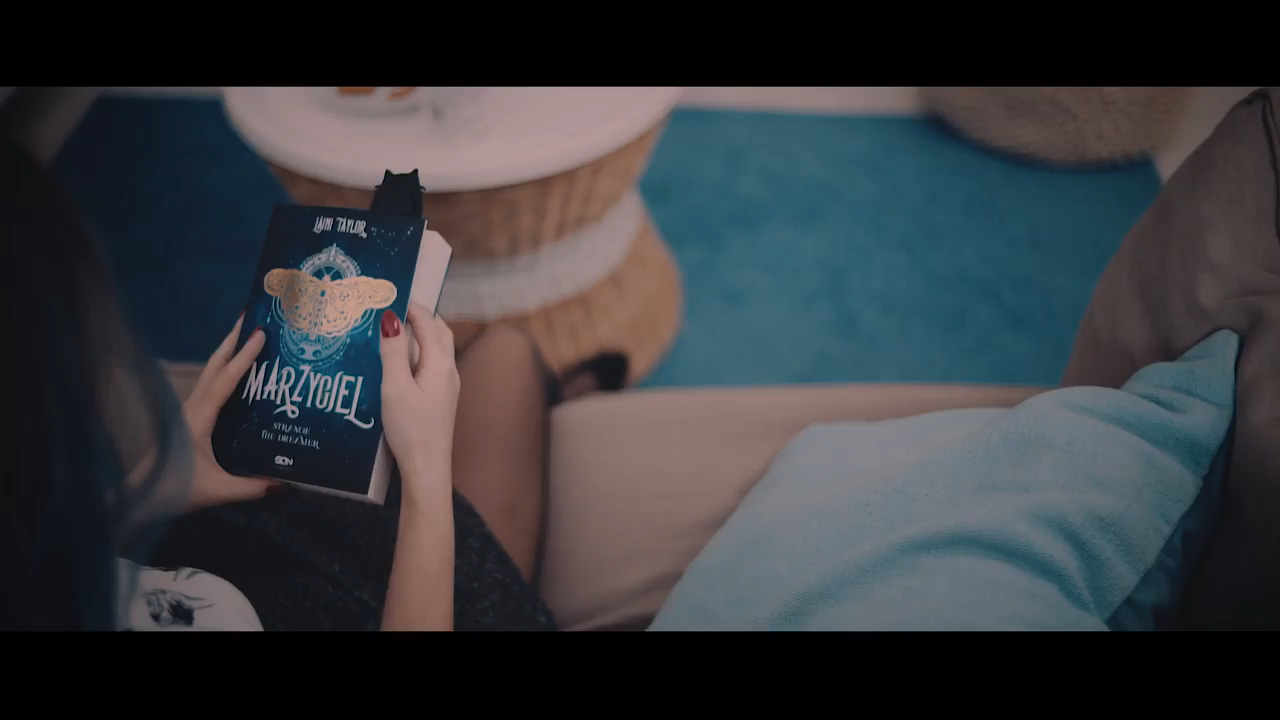 LAINI TAYLOR
MARZYCIEL
STRANGE
THE DREAMER
SQN